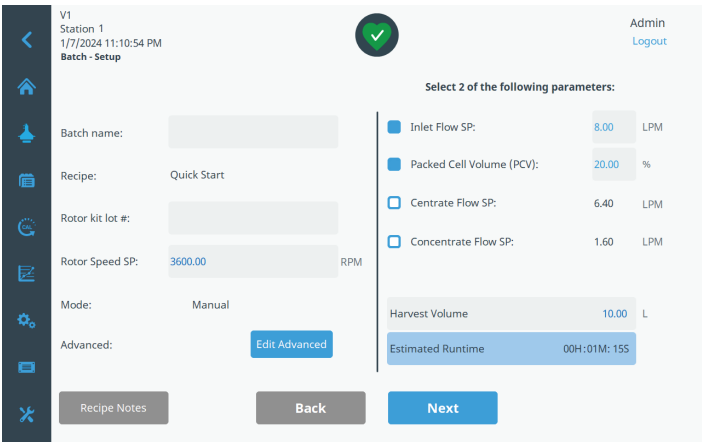 V1
Station 1
1/7/2024 11:10:54 PM
Batch - Setup
Admin
Logout
Select 2 of the following parameters:
Batch name:
Recipe: Quick Start
Rotor kit lot #:
Rotor Speed SP: 3600.00 RPM
Mode: Manual
Advanced: Edit Advanced
Inlet Flow SP: 8.00 LPM
Packed Cell Volume (PCV): 20.00 %
Centrate Flow SP: 6.40 LPM
Concentrate Flow SP: 1.60 LPM
Harvest Volume 10.00 L
Estimated Runtime 00H:01M: 15S
CAL
Recipe Notes Back Next